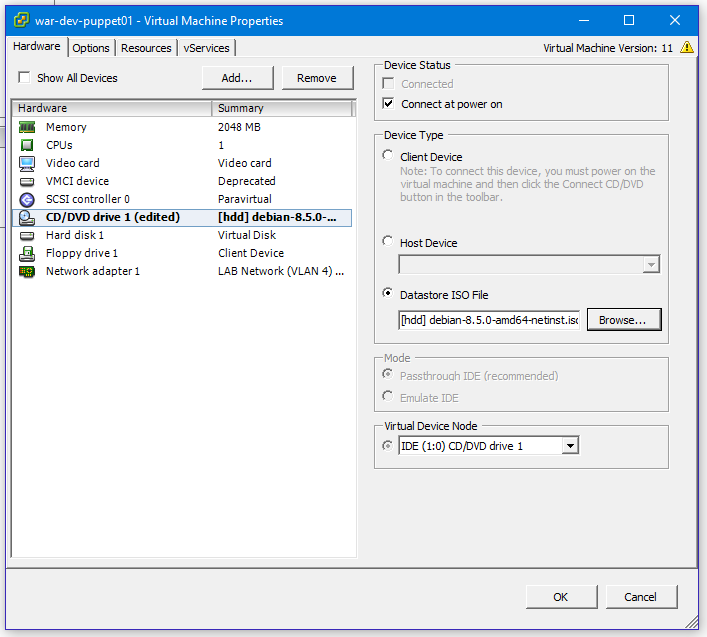 war-dev-puppet01 - Virtual Machine Properties
Hardware Options Resources vServices Virtual Machine Version: 11
Show All Devices Add... Remove
Hardware Summary
Memory 2048 MB
CPUs 1
Video card Video card
VMCI device Deprecated
SCSI controller 0 Paravirtual
CD/DVD drive 1 (edited) [hdd] debian-8.5.0-...
Hard disk 1 Virtual Disk
Floppy drive 1 Client Device
Network adapter 1 LAB Network (VLAN 4) ...
Device Status
Connected
Connect at power on
Device Type
Client Device
Note: To connect this device, you must power on the
virtual machine and then click the Connect CD/DVD
button in the toolbar.
Host Device
Datastore ISO File
[hdd] debian-8.5.0-amd64-netinst.iso Browse...
Mode
Passthrough IDE (recommended)
Emulate IDE
Virtual Device Node
IDE (1:0) CD/DVD drive 1
OK Cancel